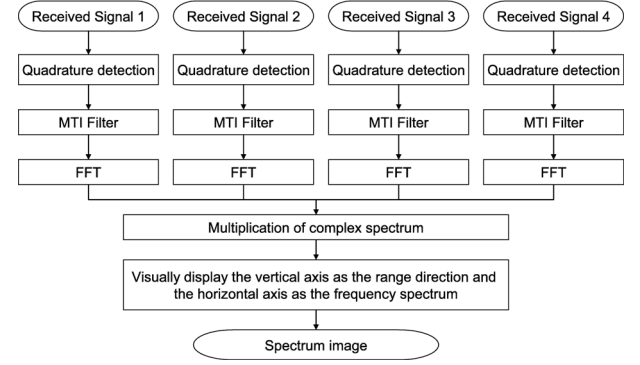 Received Signal 1
Received Signal 2
Received Signal 3
Received Signal 4
Quadrature detection
Quadrature detection
Quadrature detection
Quadrature detection
MTI Filter
MTI Filter
MTI Filter
MTI Filter
FFT
FFT
FFT
FFT
Multiplication of complex spectrum
Visually display the vertical axis as the range direction and
the horizontal axis as the frequency spectrum
Spectrum image